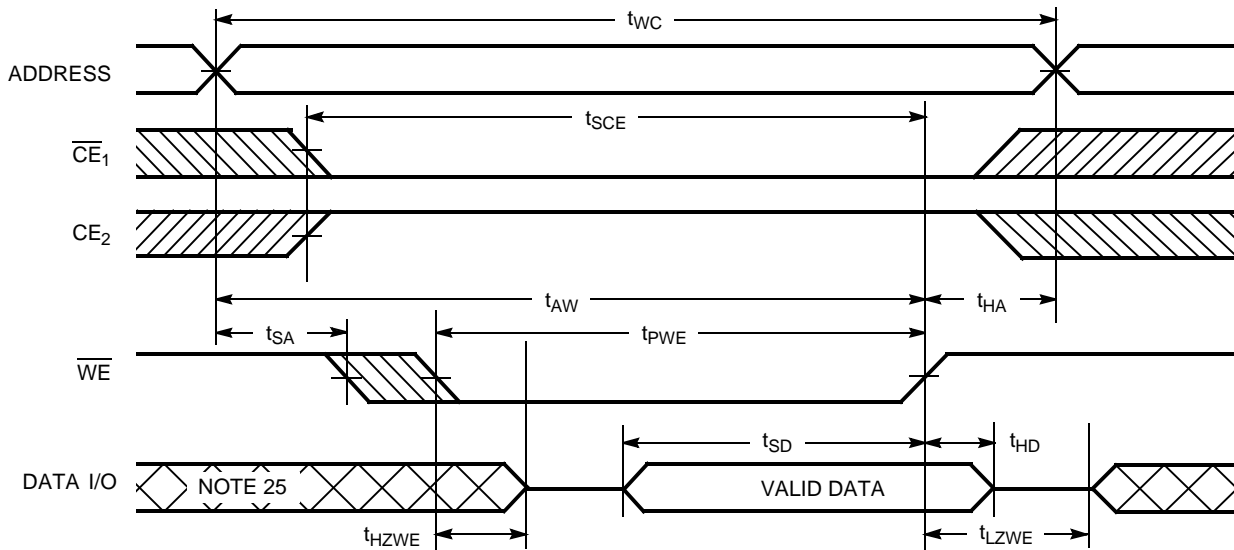 tWC
ADDRESS
tSCE
CE1
CE2
tAW
tHA
tSA
tPWE
WE
tSD
tHD
DATA I/O
NOTE 25
VALID DATA
tHZWE
tLZWE